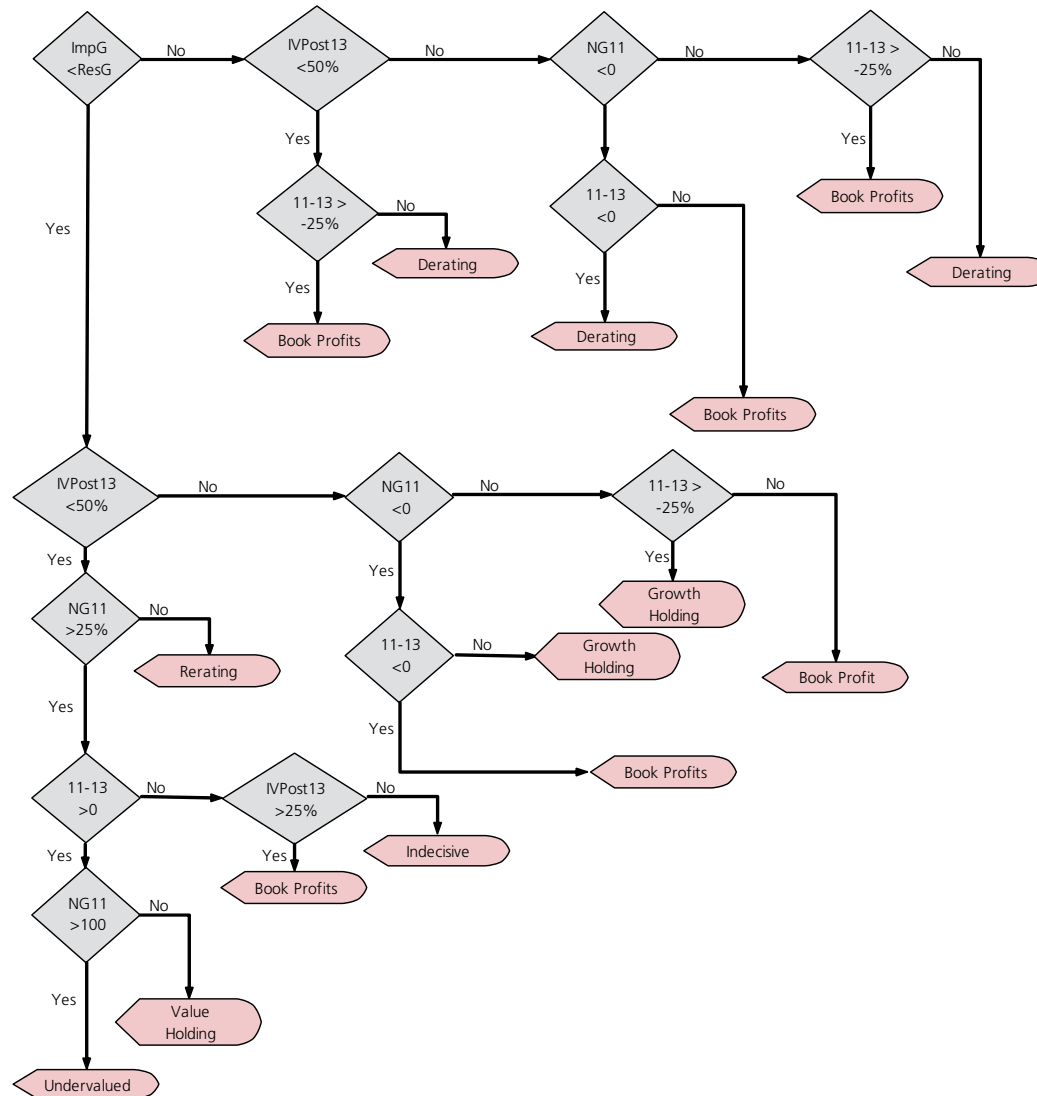 ImpG
<ResG
No
IVPost13
<50%
No
NG11
<0
No
11-13 >
-25%
No
Yes
Yes
Book Profits
11-13 >
-25%
No
11-13
<0
No
Yes
Derating
Derating
Yes
Yes
Book Profits
Derating
Book Profits
IVPost13
<50%
No
NG11
<0
No
11-13 >
-25%
No
Yes
Yes
Yes
Growth
Holding
NG11
>25%
No
11-13
<0
No
Growth
Holding
Rerating
Book Profit
Yes
Yes
Book Profits
11-13
>0
No
IVPost13
>25%
No
Indecisive
Yes
Yes
Book Profits
NG11
>100
No
Yes
Value
Holding
Undervalued